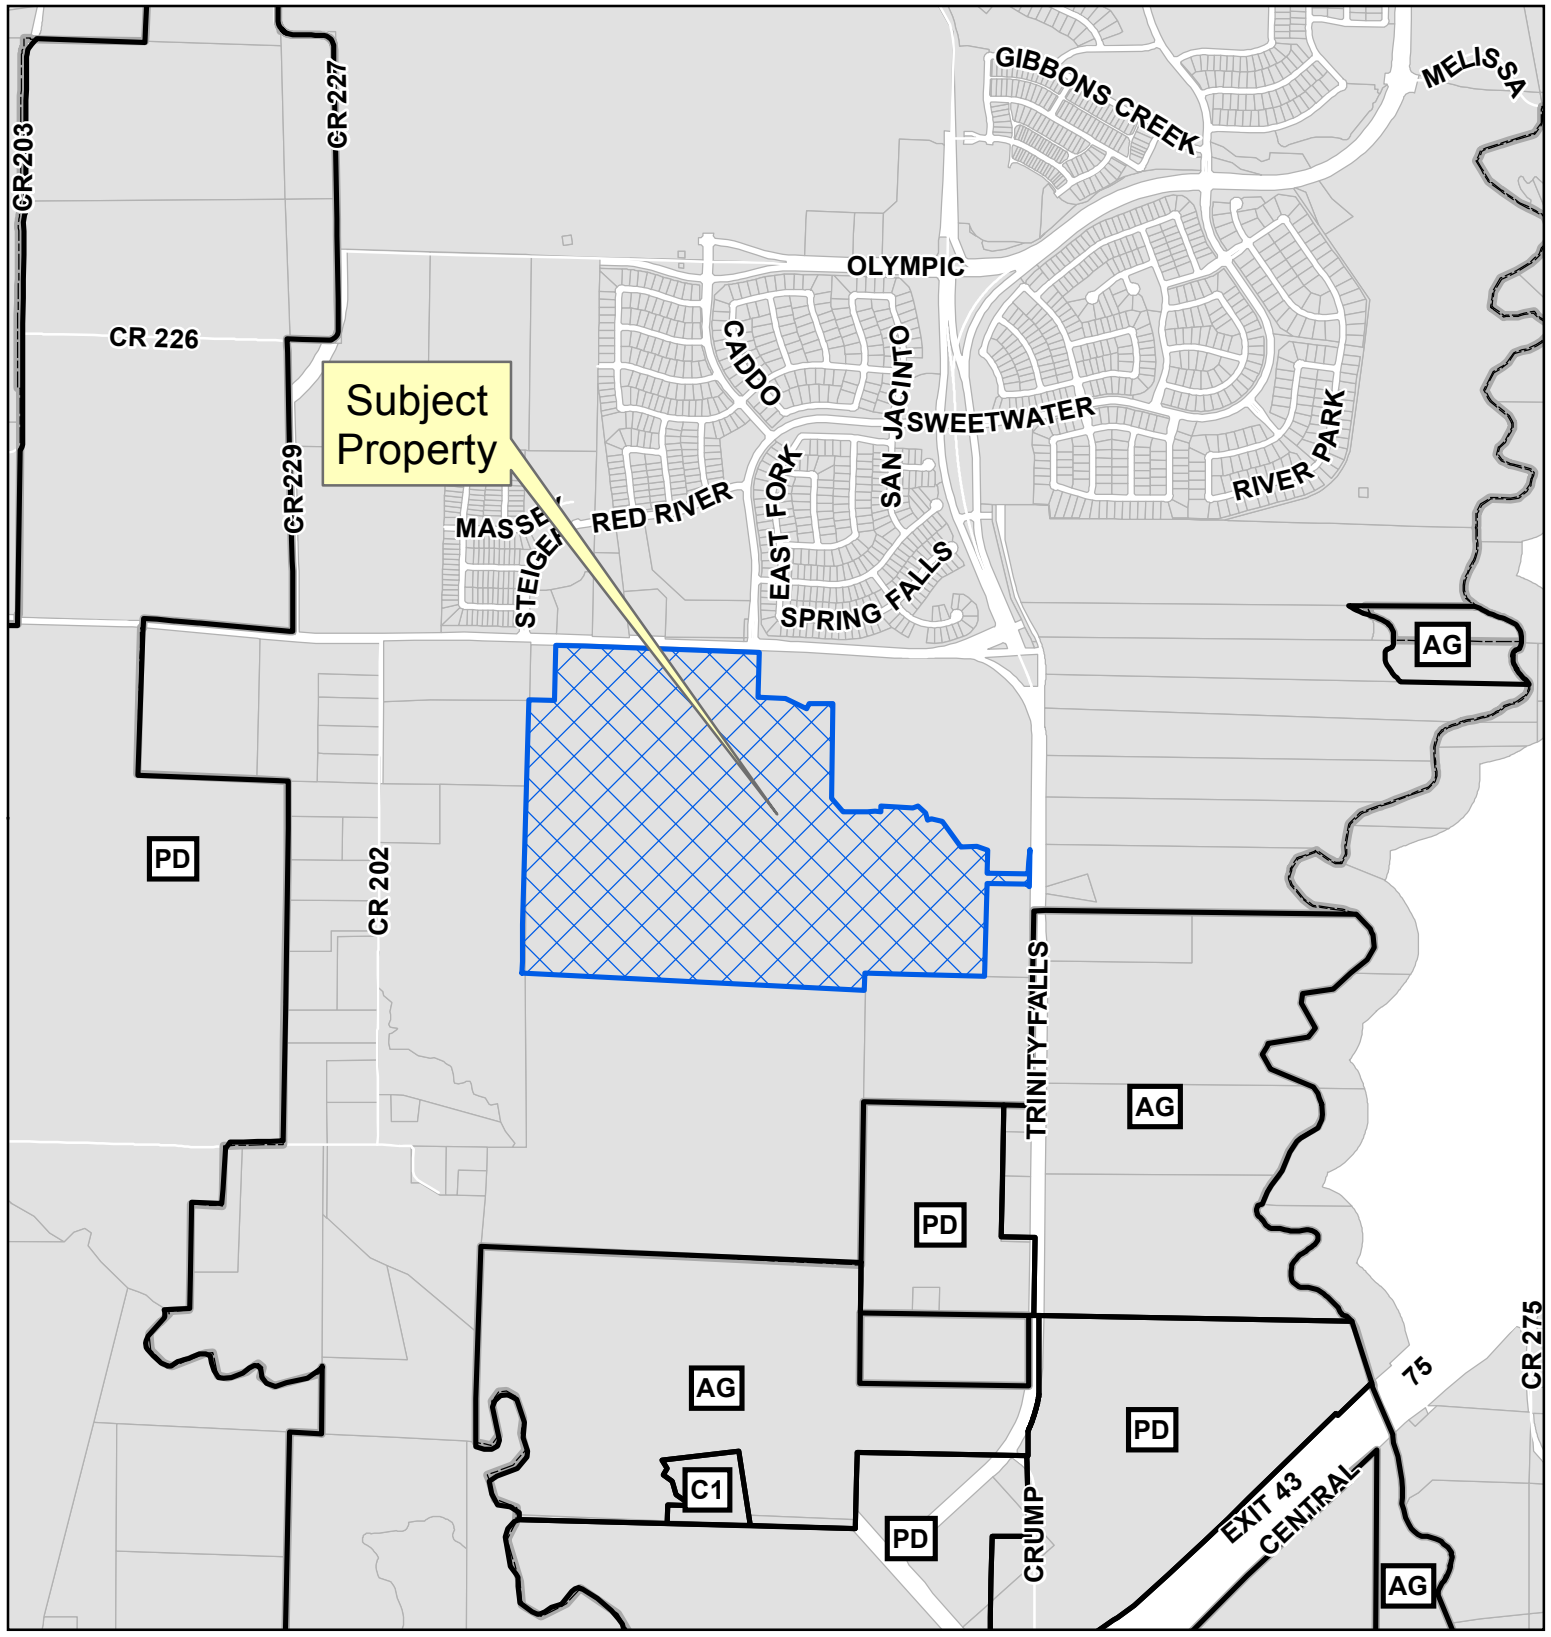 GIBBONS CREEK
MELISSA
CR 227
CR 203
OLYMPIC
CR 226
CADDO
SAN JACINTO
Subject
Property
SWEETWATER
RIVER PARK
CR 229
RED RIVER
EAST FORK
SPRING FALLS
AG
PD
CR 202
TRINITY FALLS
AG
PD
CR 275
75
AG
PD
C1
EXIT 43
CENTRAL
CRUMP
PD
AG